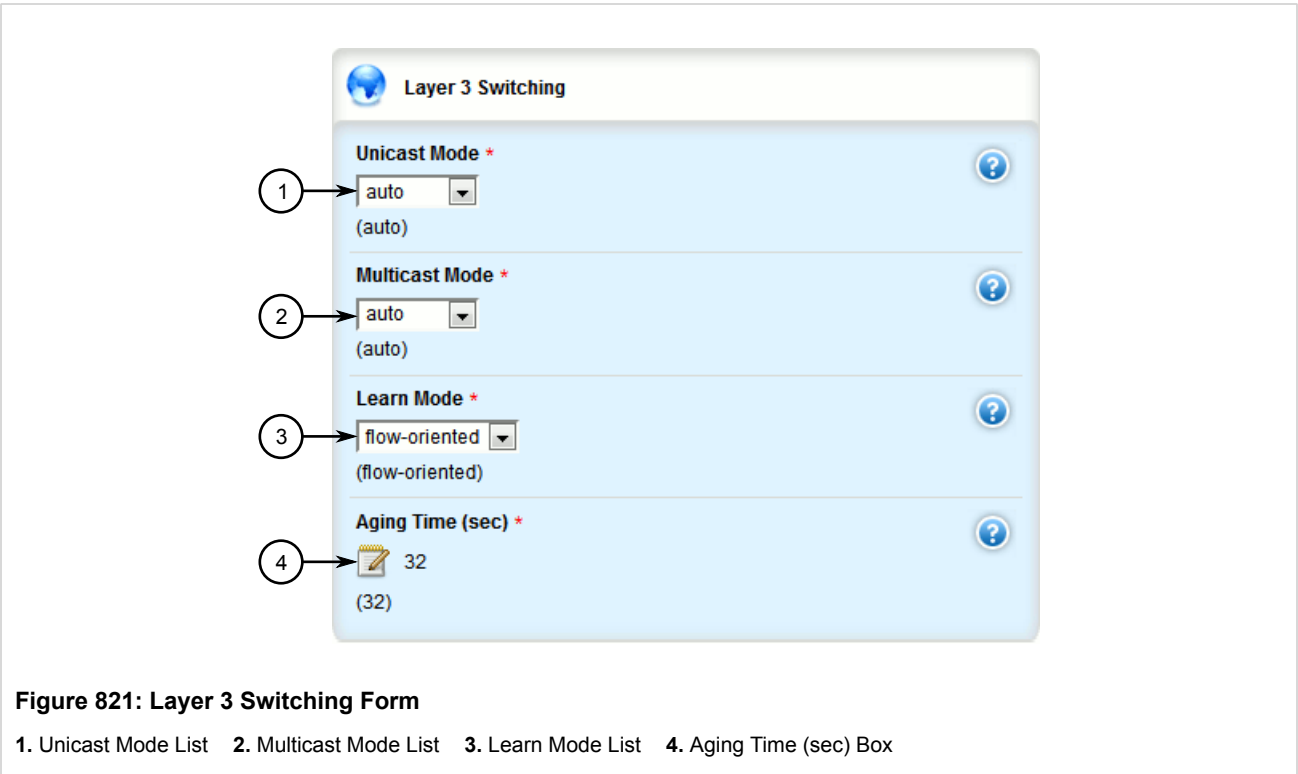 Layer 3 Switching
Unicast Mode *
1
auto
(auto)
Multicast Mode *
2
auto
(auto)
Learn Mode *
3
flow-oriented
(flow-oriented)
Aging Time (sec) *
4
32
(32)
Figure 821: Layer 3 Switching Form
1. Unicast Mode List 2. Multicast Mode List 3. Learn Mode List 4. Aging Time (sec) Box